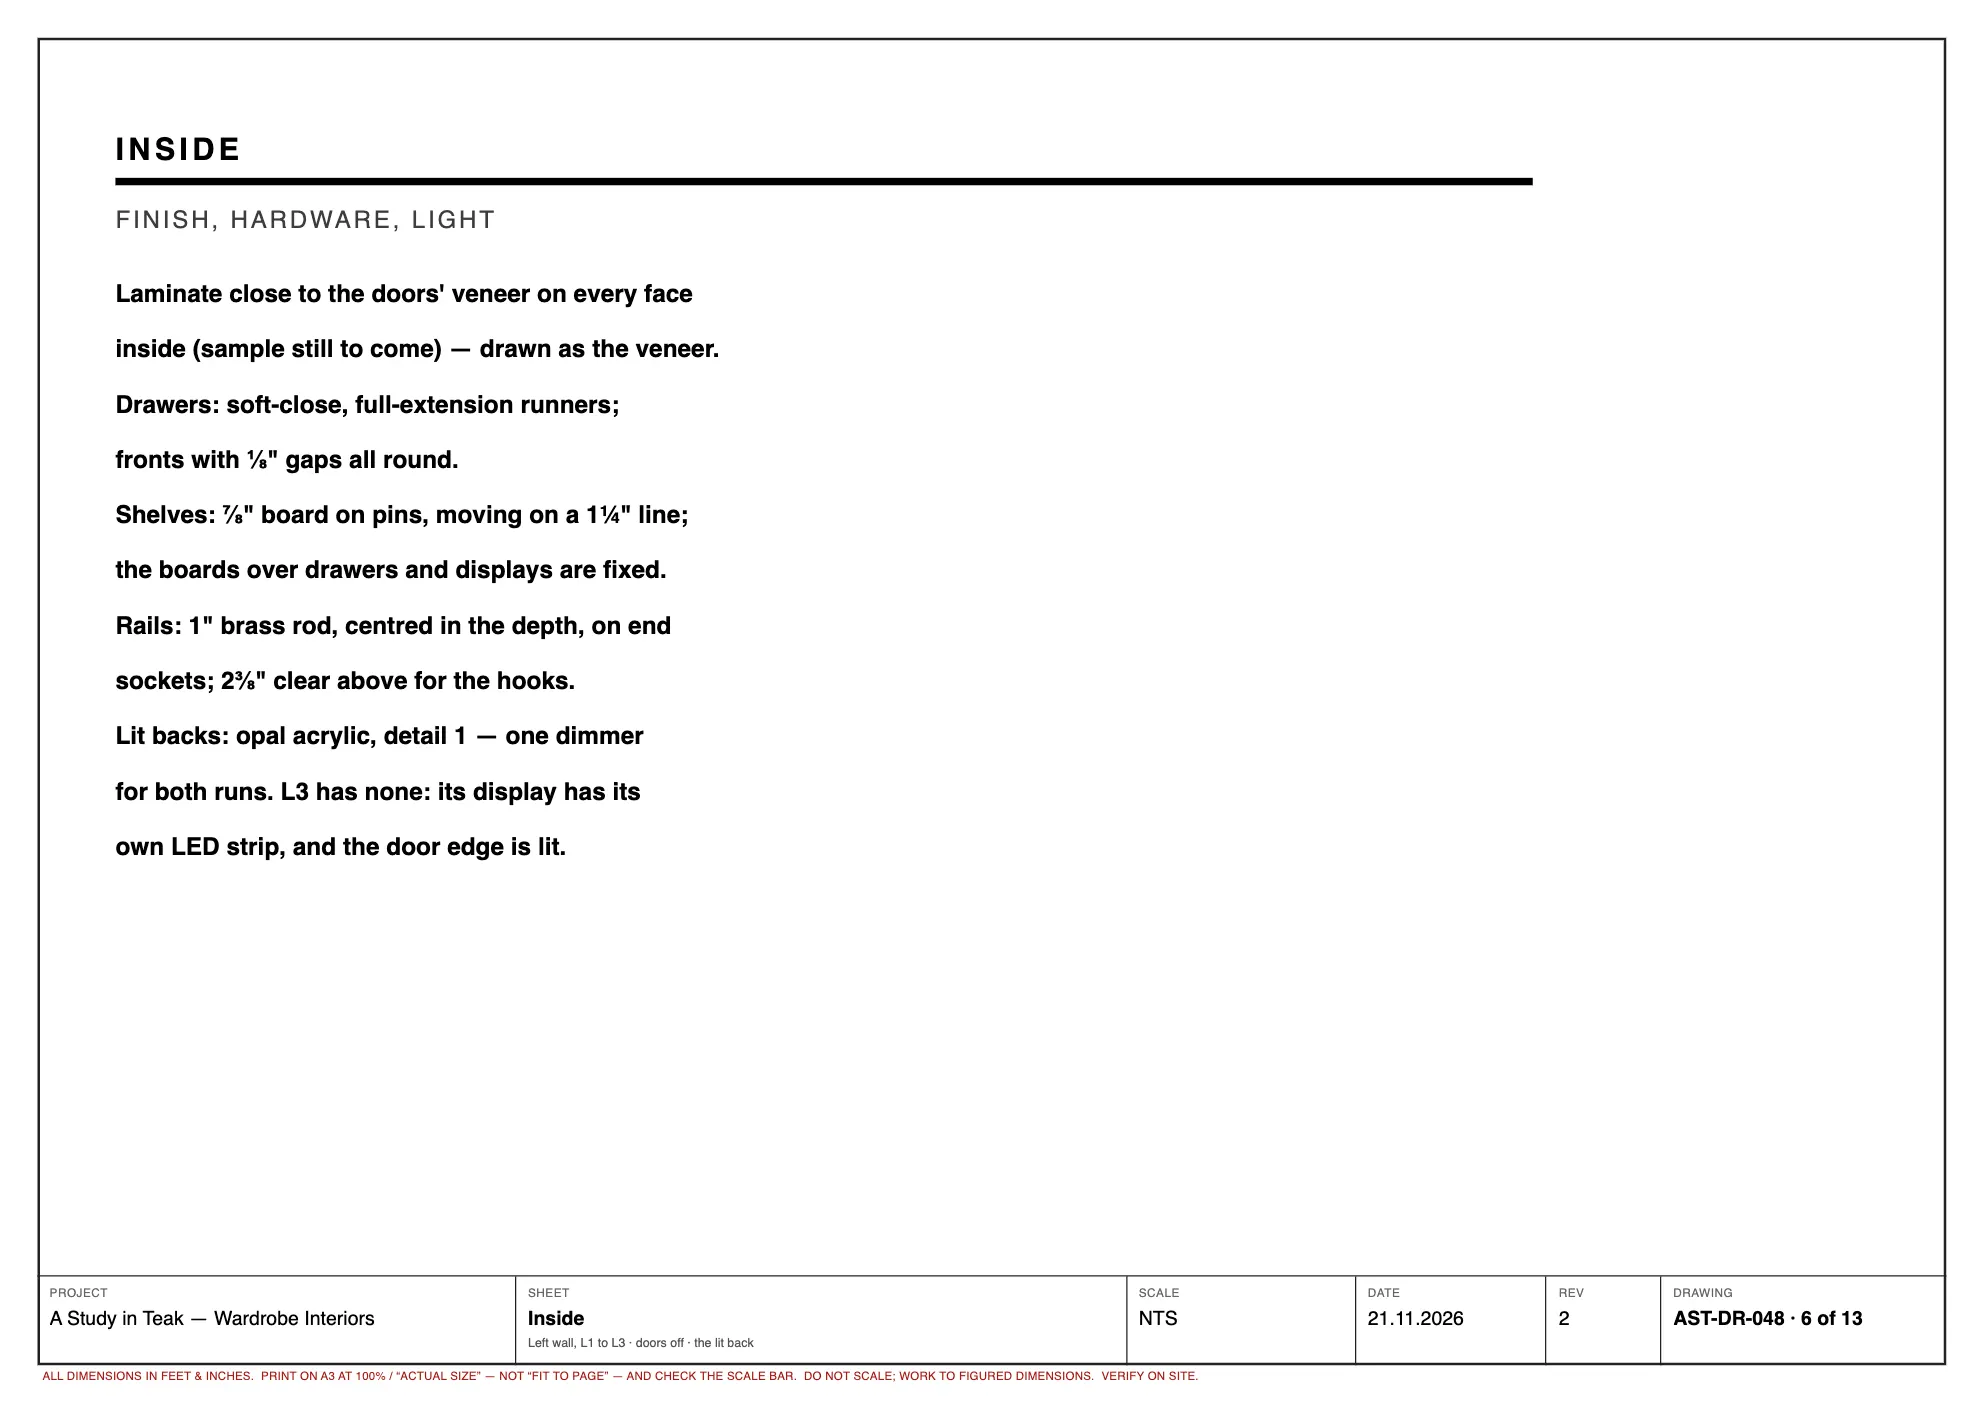 INSIDE
FINISH, HARDWARE, LIGHT
Laminate close to the doors' veneer on every face
inside (sample still to come) — drawn as the veneer.
Drawers: soft-close, full-extension runners;
fronts with ⅛" gaps all round.
Shelves: ⅞" board on pins, moving on a 1¼" line;
the boards over drawers and displays are fixed.
Rails: 1" brass rod, centred in the depth, on end
sockets; 2⅜" clear above for the hooks.
Lit backs: opal acrylic, detail 1 — one dimmer
for both runs. L3 has none: its display has its
own LED strip, and the door edge is lit.
PROJECT
A Study in Teak — Wardrobe Interiors
SHEET
Inside
Left wall, L1 to L3 · doors off · the lit back
SCALE
NTS
DATE
21.11.2026
REV
2
DRAWING
AST-DR-048 · 6 of 13
ALL DIMENSIONS IN FEET & INCHES. PRINT ON A3 AT 100% / “ACTUAL SIZE” — NOT “FIT TO PAGE” — AND CHECK THE SCALE BAR. DO NOT SCALE; WORK TO FIGURED DIMENSIONS. VERIFY ON SITE.